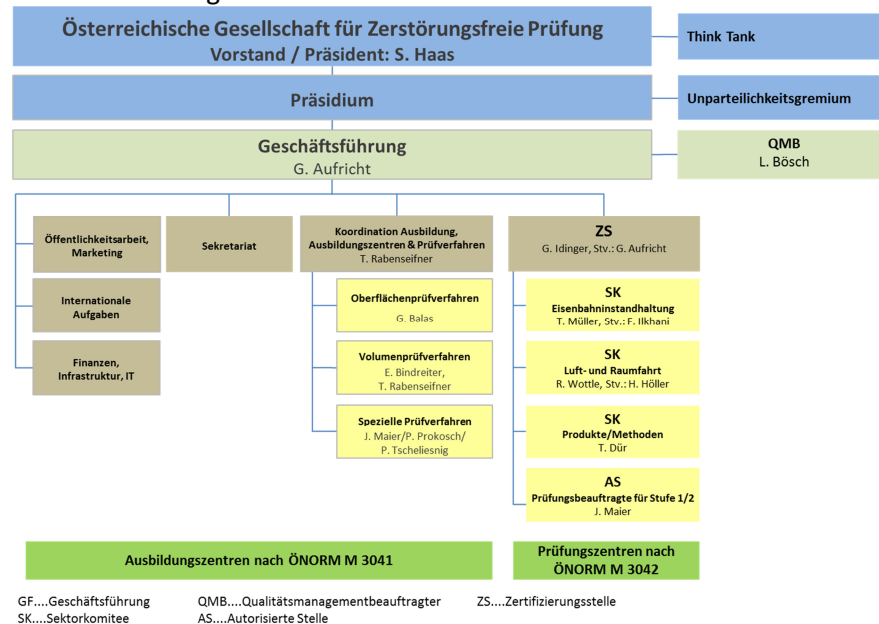 Österreichische Gesellschaft für Zerstörungsfreie Prüfung
Vorstand / Präsident: S. Haas
Think Tank
Präsidium
Unparteilichkeitsgremium
Geschäftsführung
G. Aufricht
QMB
L. Bösch
Öffentlichkeitsarbeit,
Marketing
Internationale
Aufgaben
Finanzen,
Infrastruktur, IT
Sekretariat
Koordination Ausbildung,
Ausbildungszentren & Prüfverfahren
T. Rabenseifner
Oberflächenprüfverfahren
G. Balas
Volumenprüfverfahren
E. Bindreiter,
T. Rabenseifner
Spezielle Prüfverfahren
J. Maier/P. Prokosch/
P. Tscheliesnig
ZS
G. Idinger, Stv.: G. Aufricht
SK
Eisenbahninstandhaltung
T. Müller, Stv.: F. Ilkhani
SK
Luft- und Raumfahrt
R. Wottle, Stv.: H. Höller
SK
Produkte/Methoden
T. Dür
AS
Prüfungsbeauftragte für Stufe 1/2
J. Maier
Ausbildungszentren nach ÖNORM M 3041
Prüfungszentren nach
ÖNORM M 3042
GF....Geschäftsführung
QMB....Qualitätsmanagementbeauftragter
ZS....Zertifizierungsstelle
SK....Sektorkomitee
AS....Autorisierte Stelle